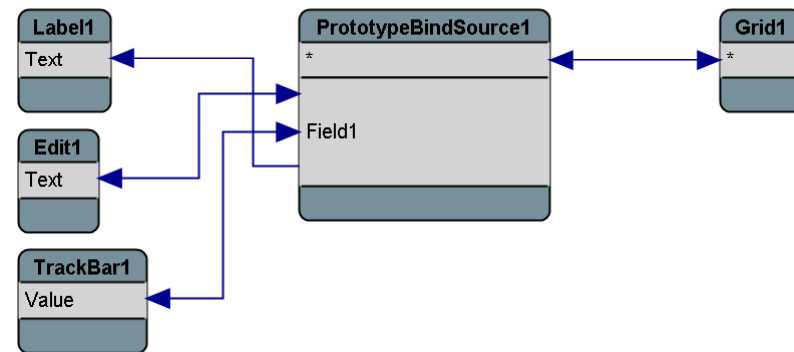 Label1
Text
PrototypeBindSource1
*
Field1
Grid1
*
Edit1
Text
TrackBar1
Value